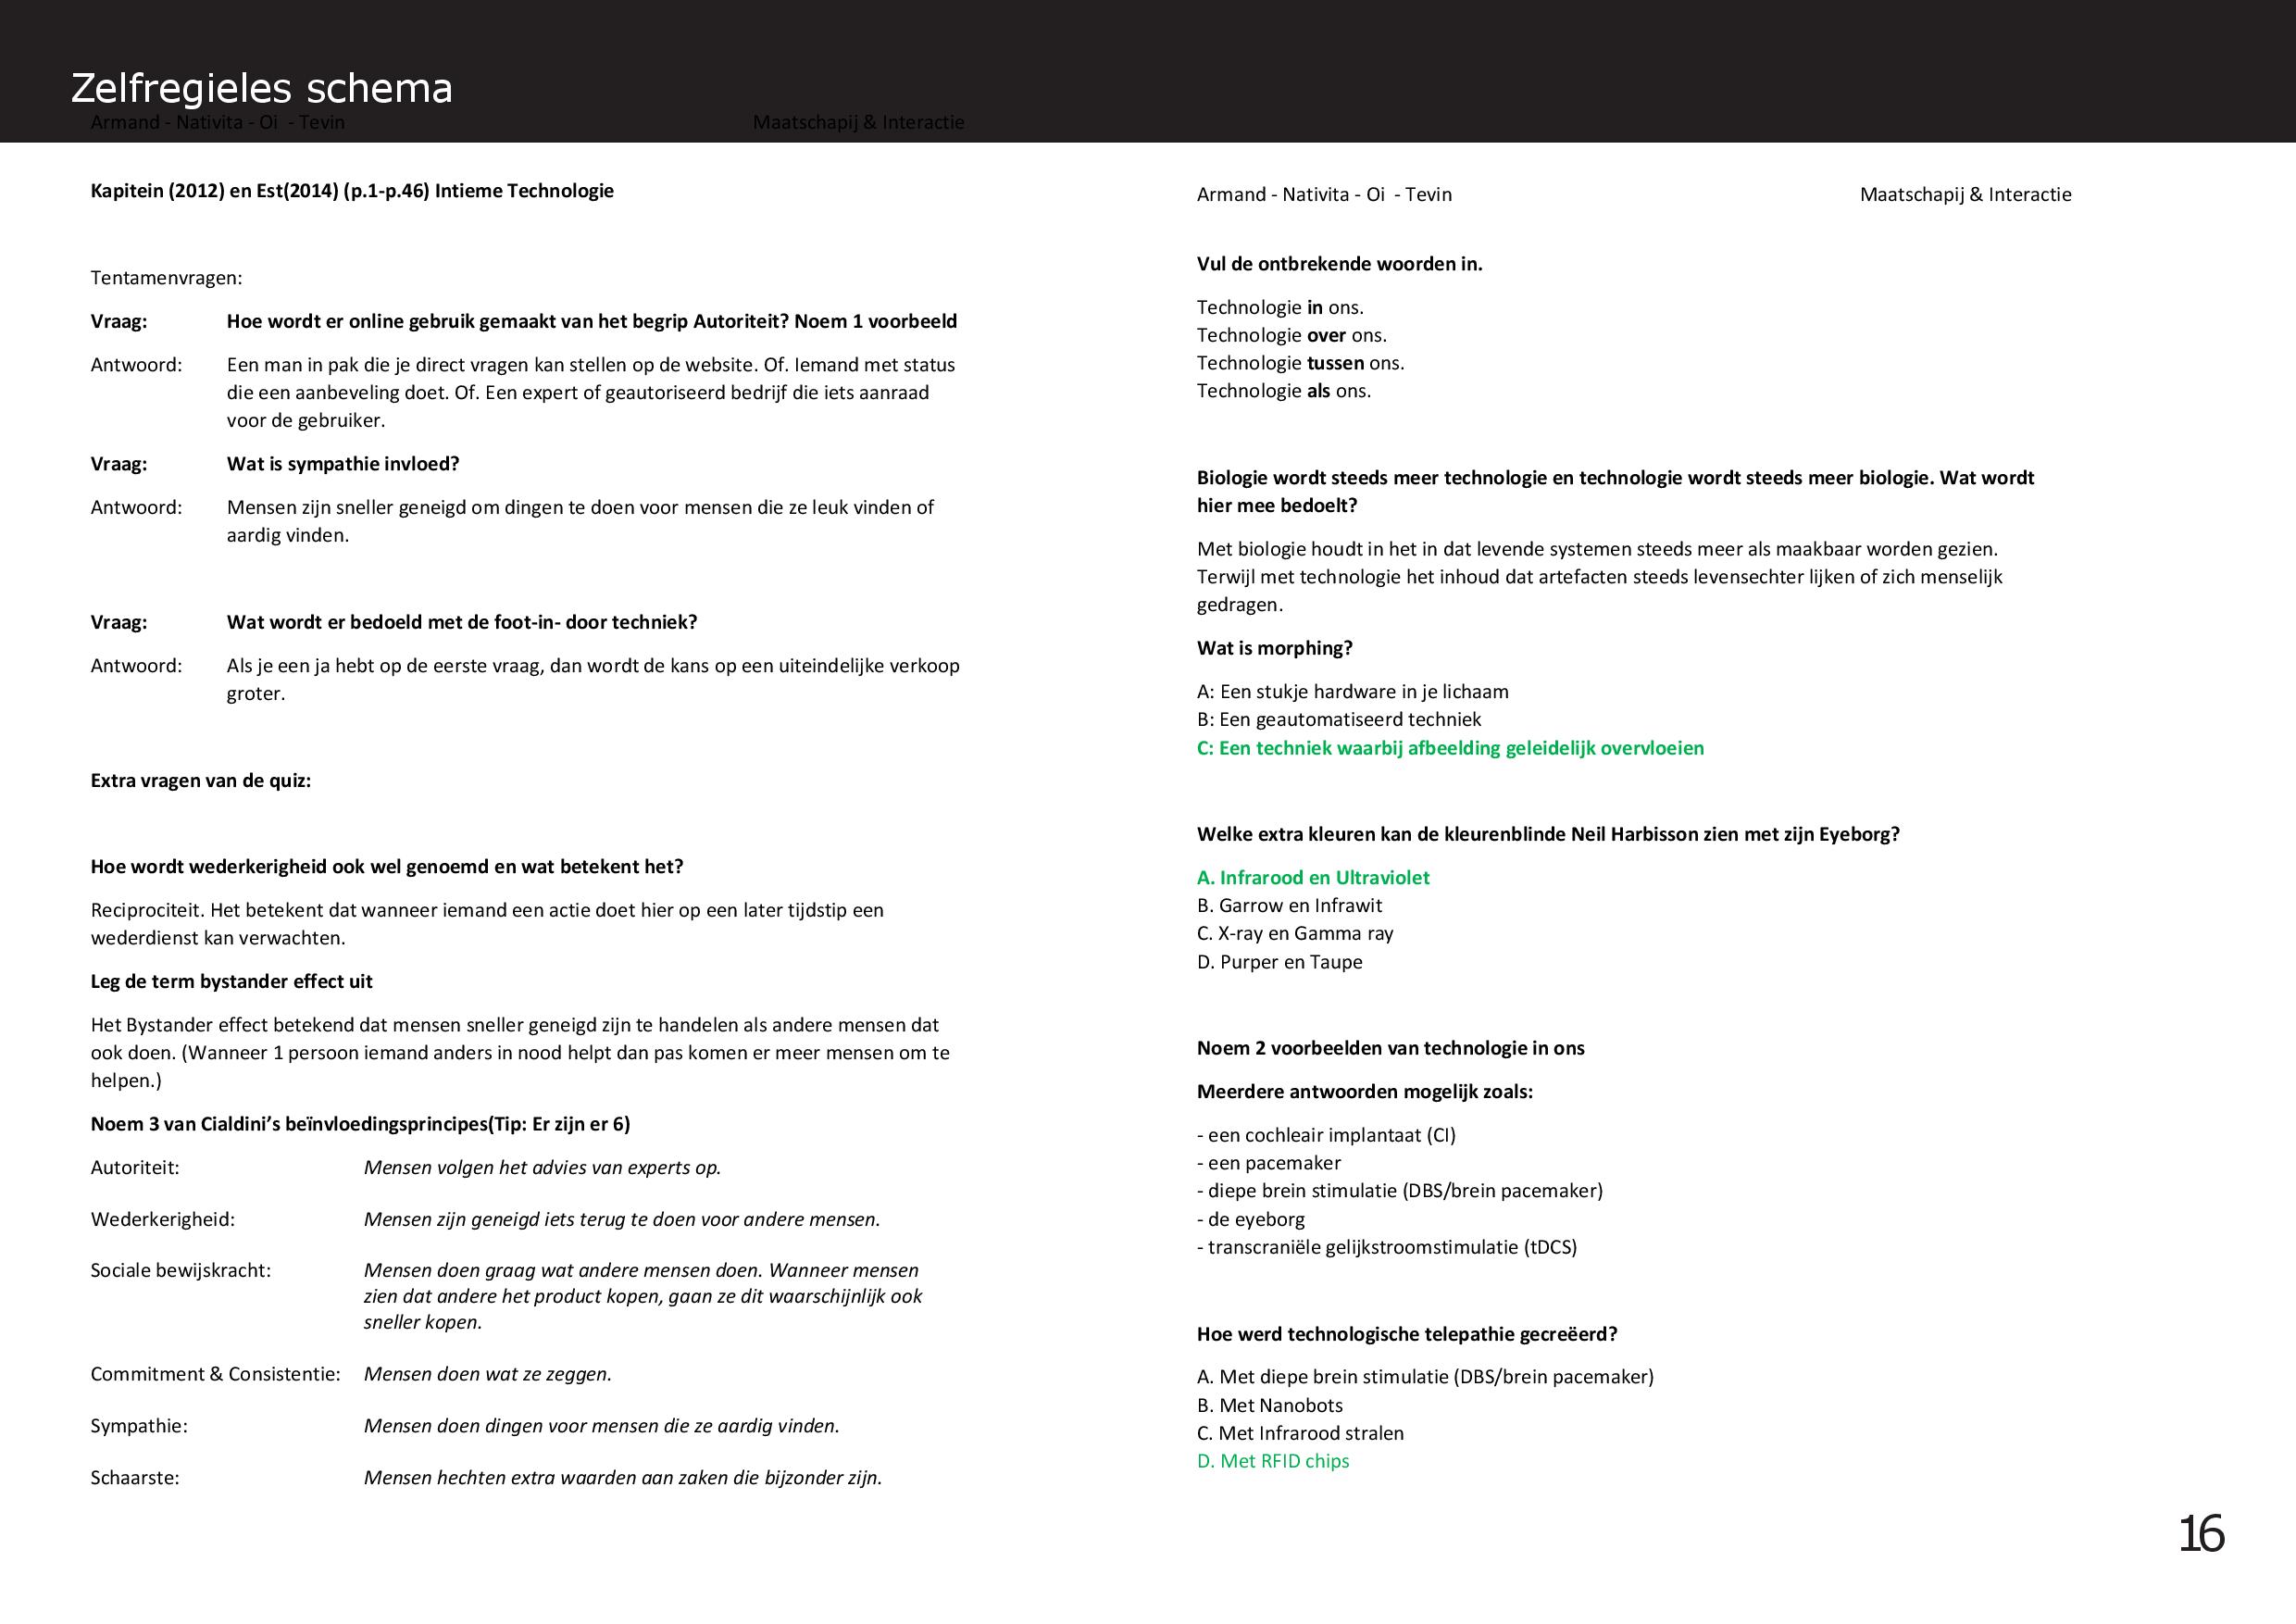 Zelfregieles schema
Armand - Nativita - Oi  - Tevin Maatschapij & Interactie
Kapitein (2012) en Est(2014) (p.1-p.46) Intieme Technologie
Tentamenvragen:
Vraag: Hoe wordt er online gebruik gemaakt van het begrip Autoriteit? Noem 1 voorbeeld
Antwoord: Een man in pak die je direct vragen kan stellen op de website. Of. Iemand met status
die een aanbeveling doet. Of. Een expert of geautoriseerd bedrijf die iets aanraad
voor de gebruiker.
Vraag: Wat is sympathie invloed?
Antwoord: Mensen zijn sneller geneigd om dingen te doen voor mensen die ze leuk vinden of
aardig vinden.
Vraag: Wat wordt er bedoeld met de foot-in- door techniek?
Antwoord: Als je een ja hebt op de eerste vraag, dan wordt de kans op een uiteindelijke verkoop
groter.
Extra vragen van de quiz:
Hoe wordt wederkerigheid ook wel genoemd en wat betekent het?
Reciprociteit. Het betekent dat wanneer iemand een actie doet hier op een later tijdstip een
wederdienst kan verwachten.
Leg de term bystander effect uit
Het Bystander effect betekend dat mensen sneller geneigd zijn te handelen als andere mensen dat
ook doen. (Wanneer 1 persoon iemand anders in nood helpt dan pas komen er meer mensen om te
helpen.)
Noem 3 van Cialdini’s beïnvloedingsprincipes(Tip: Er zijn er 6)
Autoriteit: Mensen volgen het advies van experts op.
Wederkerigheid: Mensen zijn geneigd iets terug te doen voor andere mensen.
Sociale bewijskracht: Mensen doen graag wat andere mensen doen. Wanneer mensen
zien dat andere het product kopen, gaan ze dit waarschijnlijk ook
sneller kopen.
Commitment & Consistentie: Mensen doen wat ze zeggen.
Sympathie: Mensen doen dingen voor mensen die ze aardig vinden.
Schaarste: Mensen hechten extra waarden aan zaken die bijzonder zijn.
Armand - Nativita - Oi  - Tevin Maatschapij & Interactie
Vul de ontbrekende woorden in.
Technologie in ons.
Technologie over ons.
Technologie tussen ons.
Technologie als ons.
Biologie wordt steeds meer technologie en technologie wordt steeds meer biologie. Wat wordt
hier mee bedoelt?
Met biologie houdt in het in dat levende systemen steeds meer als maakbaar worden gezien.
Terwijl met technologie het inhoud dat artefacten steeds levensechter lijken of zich menselijk
gedragen.
Wat is morphing?
A: Een stukje hardware in je lichaam
B: Een geautomatiseerd techniek
C: Een techniek waarbij afbeelding geleidelijk overvloeien
Welke extra kleuren kan de kleurenblinde Neil Harbisson zien met zijn Eyeborg?
A. Infrarood en Ultraviolet
B. Garrow en Infrawit
C. X-ray en Gamma ray
D. Purper en Taupe
Noem 2 voorbeelden van technologie in ons
Meerdere antwoorden mogelijk zoals:
- een cochleair implantaat (CI)
- een pacemaker
- diepe brein stimulatie (DBS/brein pacemaker)
- de eyeborg
- transcraniële gelijkstroomstimulatie (tDCS)
Hoe werd technologische telepathie gecreëerd?
A. Met diepe brein stimulatie (DBS/brein pacemaker)
B. Met Nanobots
C. Met Infrarood stralen
D. Met RFID chips
16